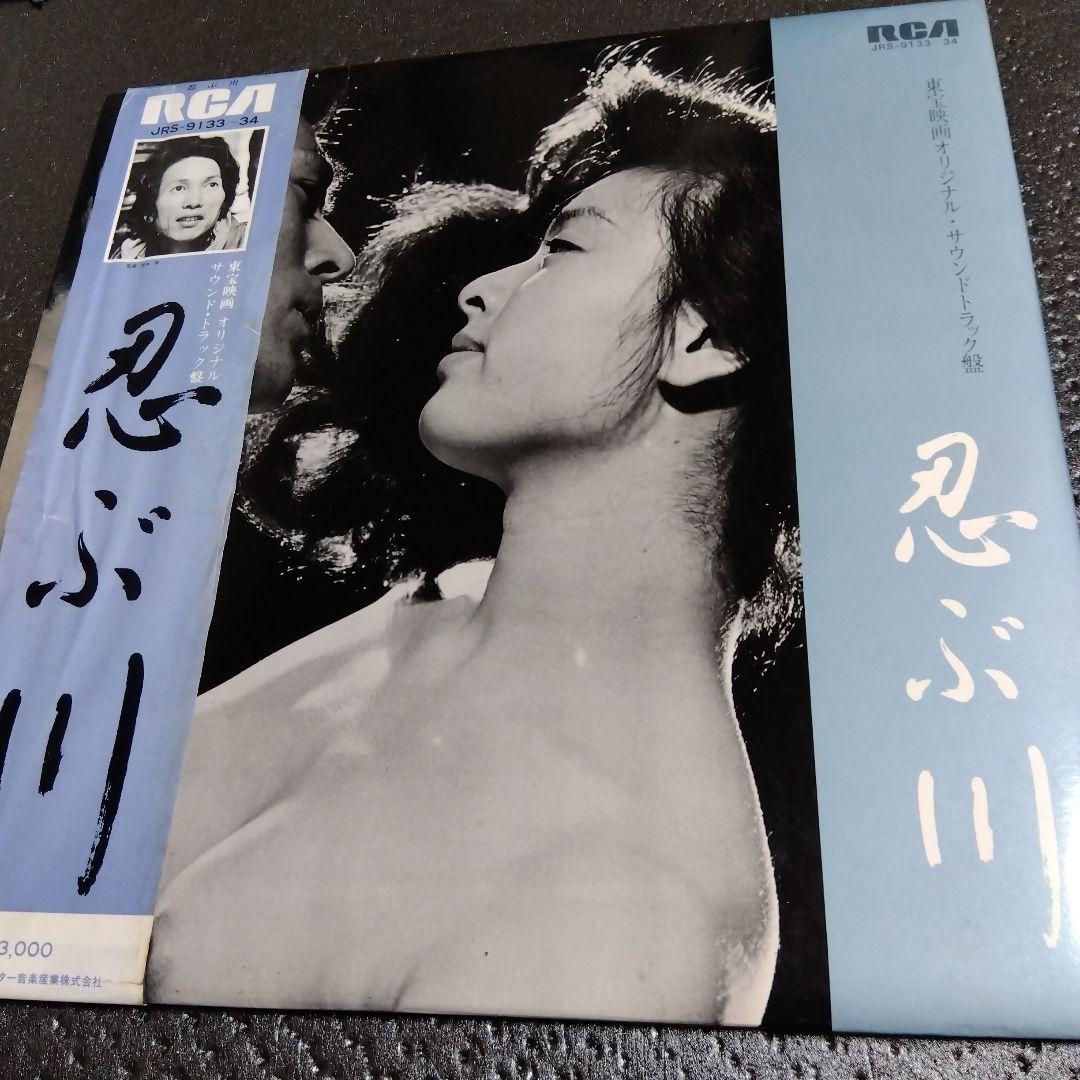 忍ぶ川
RCA
JRS-9133~34
東宝映画 オリジナル
サウンド・トラック盤
忍ぶ川
3,000
ター音楽産業株式会社
RCA
JRS-9133 34
東宝映画オリジナル・サウンドトラック盤
忍ぶ川